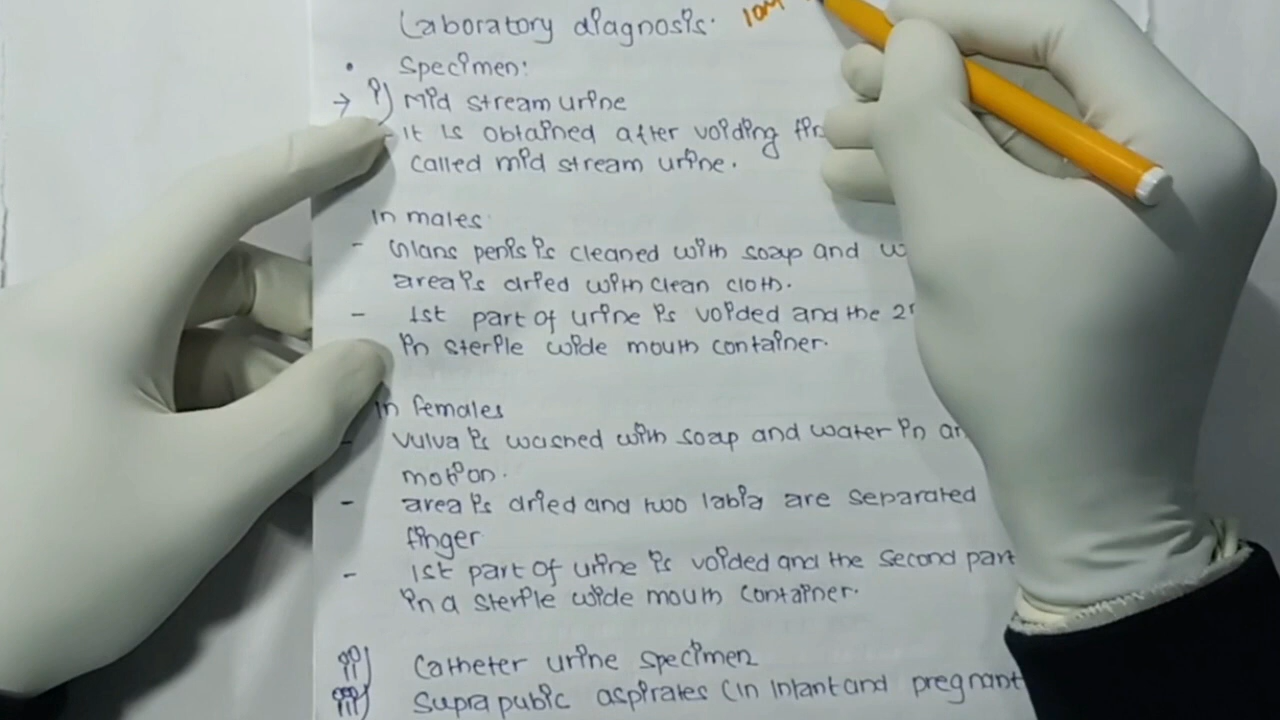 Laboratory diagnosis.
• Specimen:
→ i) Mid stream urine
- It is obtained after voiding
called mid stream urine.
In males:
- Glans penis is cleaned with soap and
area is dried with clean cloth.
- 1st part of urine is voided and the
in sterile wide mouth container.
In females
- Vulva is washed with soap and water in
motion.
- area is dried and two labia are separated
finger
- 1st part of urine is voided and the second part
in a sterile wide mouth container.
ii) Catheter urine specimen
iii) Suprapubic aspirates (in infant and pregnant